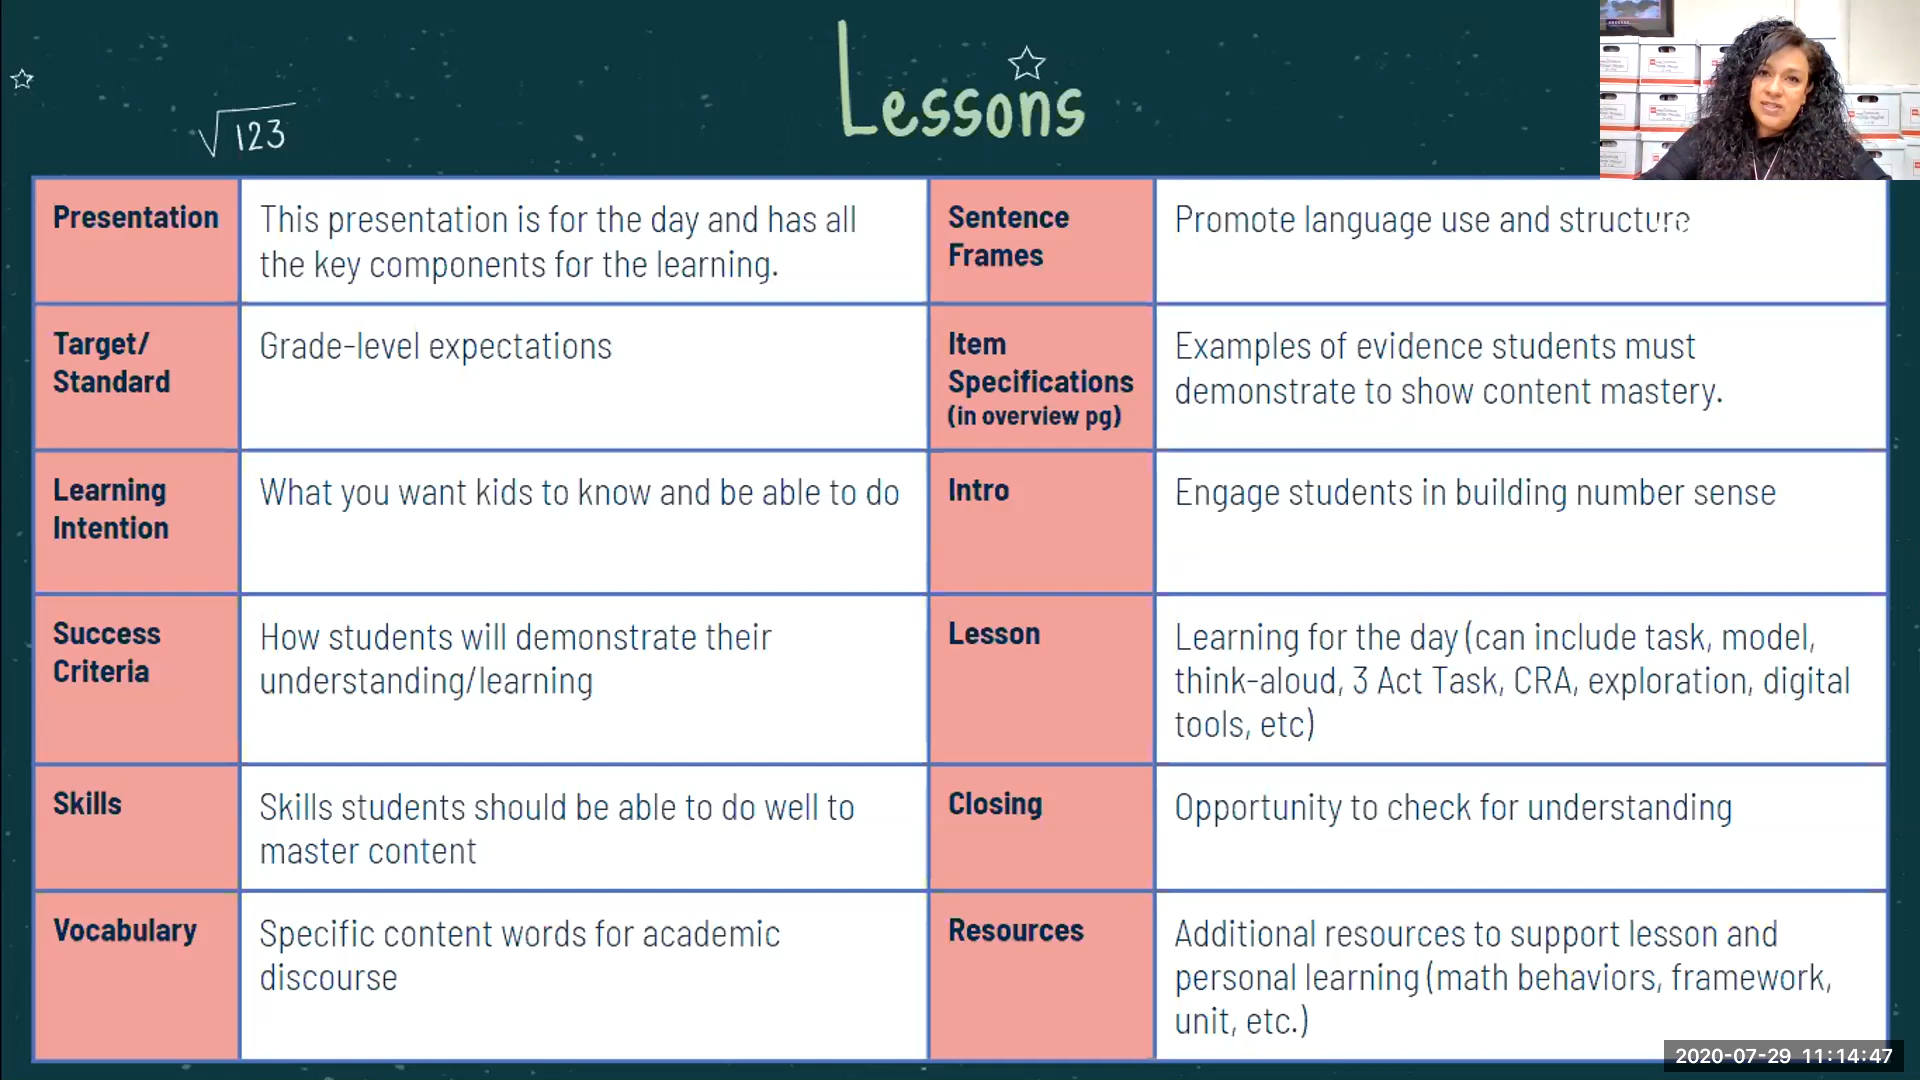 Lessons
√123
Presentation
This presentation is for the day and has all
the key components for the learning.
Sentence
Frames
Promote language use and structure
Target/
Standard
Grade-level expectations
Item
Specifications
(in overview pg)
Examples of evidence students must
demonstrate to show content mastery.
Learning
Intention
What you want kids to know and be able to do
Intro
Engage students in building number sense
Success
Criteria
How students will demonstrate their
understanding/learning
Lesson
Learning for the day (can include task, model,
think-aloud, 3 Act Task, CRA, exploration, digital
tools, etc)
Skills
Skills students should be able to do well to
master content
Closing
Opportunity to check for understanding
Vocabulary
Specific content words for academic
discourse
Resources
Additional resources to support lesson and
personal learning (math behaviors, framework,
unit, etc.)
2020-07-29 11:14:47